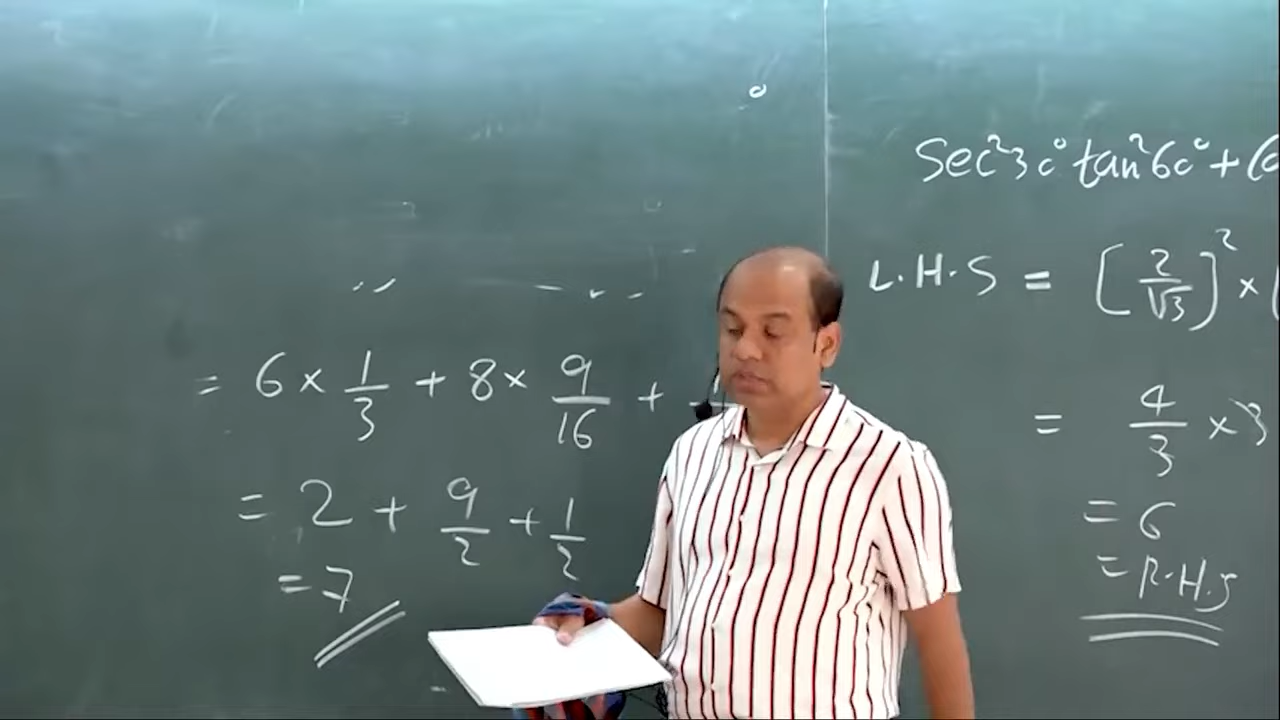 = 6 × 1/3 + 8 × 9/16 +
= 2 + 9/2 + 1/2
= 7
Sec²30° tan²60° +
L.H.S = [2/√3]² ×
= 4/3 × 3
= 6
= R.H.S